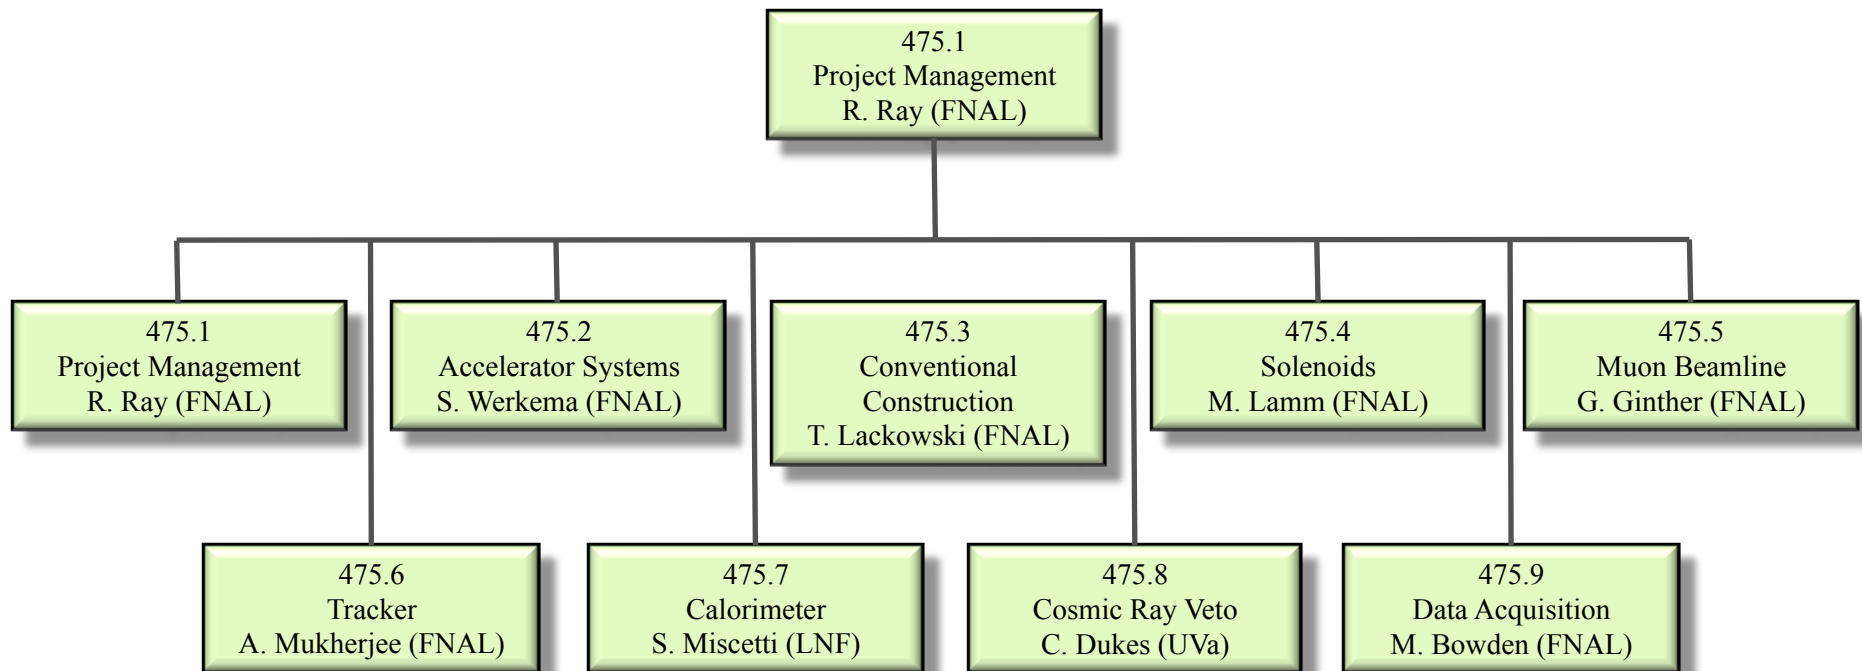 475.1
Project Management
R. Ray (FNAL)
475.1
Project Management
R. Ray (FNAL)
475.2
Accelerator Systems
S. Werkema (FNAL)
475.3
Conventional
Construction
T. Lackowski (FNAL)
475.4
Solenoids
M. Lamm (FNAL)
475.5
Muon Beamline
G. Ginther (FNAL)
475.6
Tracker
A. Mukherjee (FNAL)
475.7
Calorimeter
S. Miscetti (LNF)
475.8
Cosmic Ray Veto
C. Dukes (UVa)
475.9
Data Acquisition
M. Bowden (FNAL)